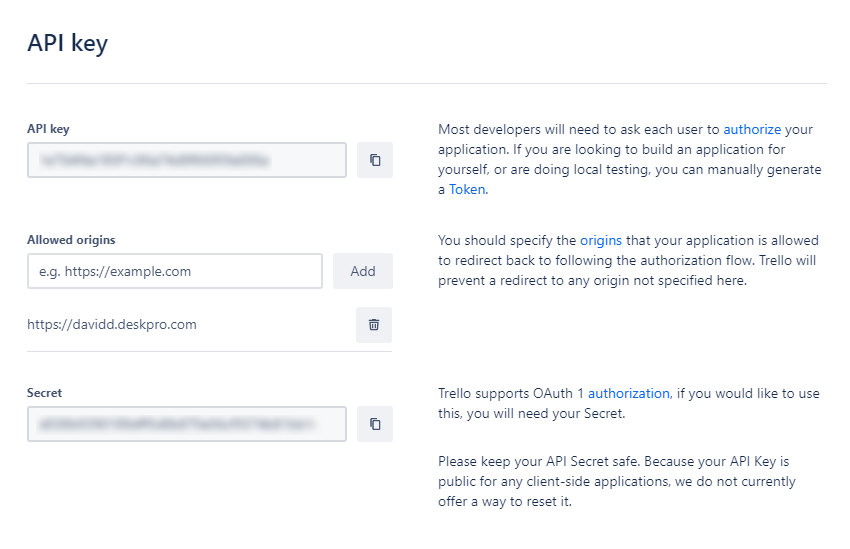 API key
API key
Most developers will need to ask each user to authorize your
application. If you are looking to build an application for
yourself, or are doing local testing, you can manually generate
a Token.
Allowed origins
e.g. https://example.com
Add
You should specify the origins that your application is allowed
to redirect back to following the authorization flow. Trello will
prevent a redirect to any origin not specified here.
https://davidd.deskpro.com
Secret
Trello supports OAuth 1 authorization, if you would like to use
this, you will need your Secret.
Please keep your API Secret safe. Because your API Key is
public for any client-side applications, we do not currently
offer a way to reset it.